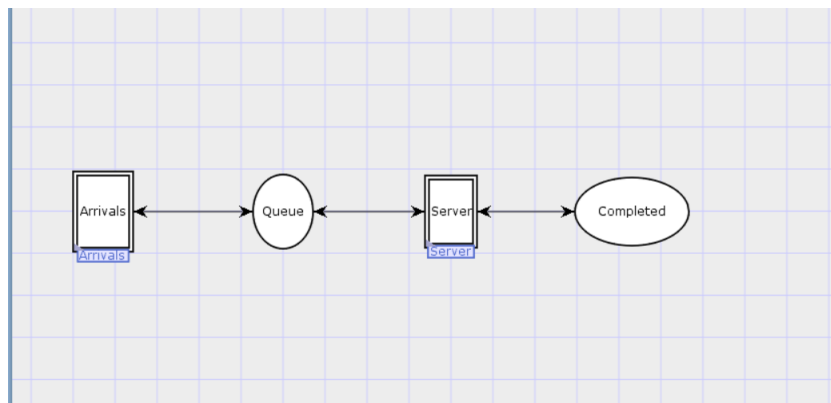 Arrivals
Queue
Server
Completed
Arrivals
Server